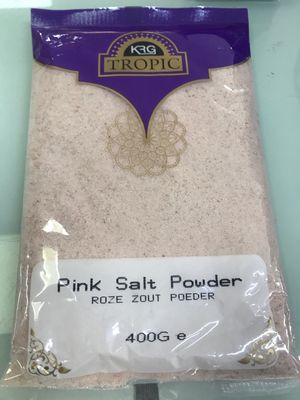 KRG
TROPIC
Pink Salt Powder
ROZE ZOUT POEDER
400G e